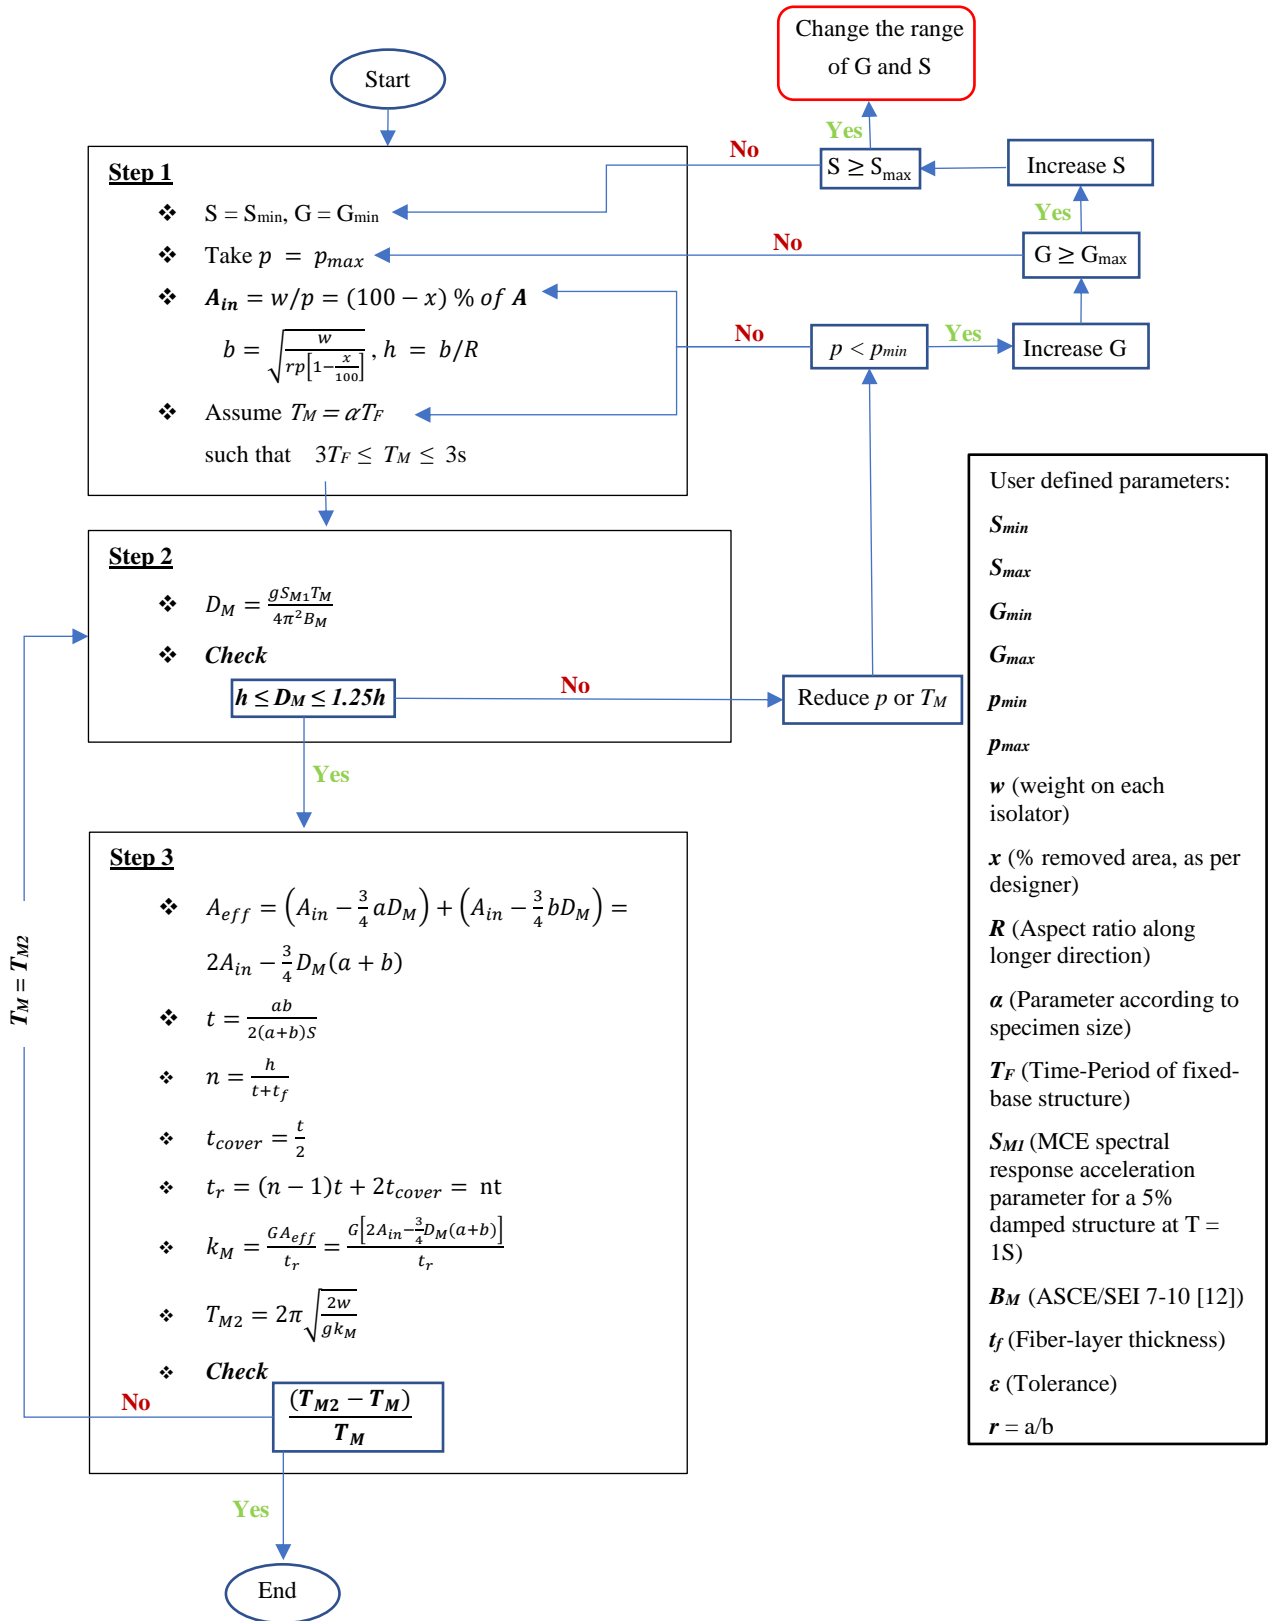 Start
Change the range
of G and S
Yes
No
S ≥ Smax
Increase S
Yes
No
G ≥ Gmax
No
p < pmin
Yes
Increase G
Step 1
❖ S = Smin, G = Gmin
❖ Take p = pmax
❖ Ain = w/p = (100 − x) % of A
b = √(w / (rp[1 − x/100])) , h = b/R
❖ Assume TM = αTF
such that 3TF ≤ TM ≤ 3s
Step 2
❖ DM = gSM1TM / 4π²BM
❖ Check
h ≤ DM ≤ 1.25h
No
Reduce p or TM
Yes
Step 3
❖ Aeff = (Ain − 3/4 aDM) + (Ain − 3/4 bDM) =
2Ain − 3/4 DM(a + b)
❖ t = ab / 2(a+b)S
❖ n = h / t+tf
❖ tcover = t/2
❖ tr = (n − 1)t + 2tcover = nt
❖ kM = GAeff / tr = G[2Ain − 3/4 DM(a+b)] / tr
❖ TM2 = 2π√(2w / gkM)
❖ Check
(TM2 − TM) / TM
No
TM = TM2
Yes
End
User defined parameters:
Smin
Smax
Gmin
Gmax
pmin
pmax
w (weight on each
isolator)
x (% removed area, as per
designer)
R (Aspect ratio along
longer direction)
α (Parameter according to
specimen size)
TF (Time-Period of fixed-
base structure)
SM1 (MCE spectral
response acceleration
parameter for a 5%
damped structure at T =
1S)
BM (ASCE/SEI 7-10 [12])
tf (Fiber-layer thickness)
ε (Tolerance)
r = a/b